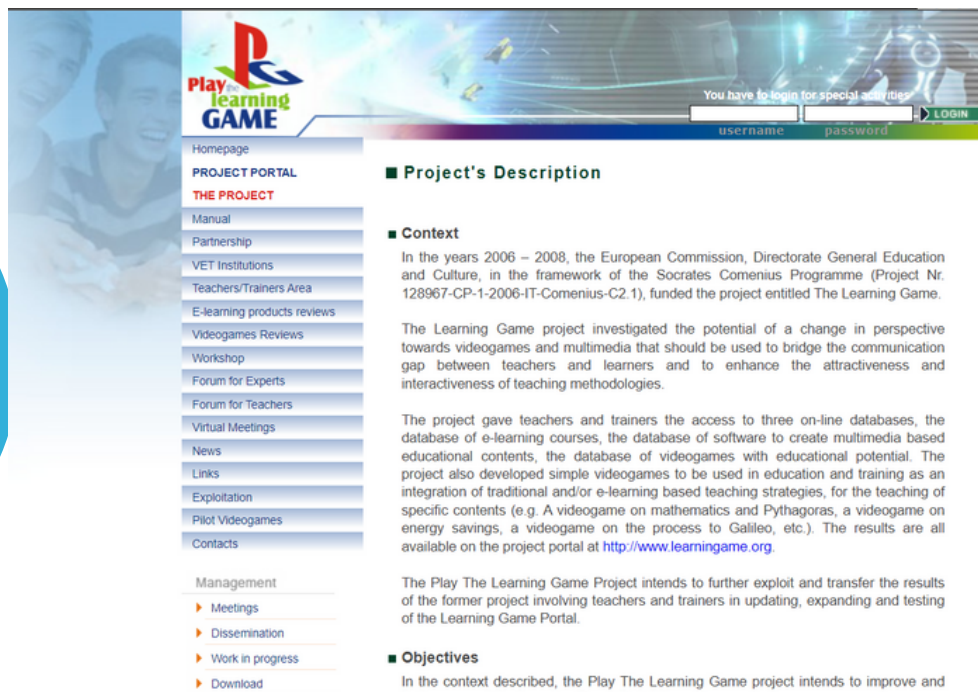 Play the
learning
GAME
You have to login for special activities
LOGIN
username password
Homepage
PROJECT PORTAL
THE PROJECT
Manual
Partnership
VET Institutions
Teachers/Trainers Area
E-learning products reviews
Videogames Reviews
Workshop
Forum for Experts
Forum for Teachers
Virtual Meetings
News
Links
Exploitation
Pilot Videogames
Contacts
Management
Meetings
Dissemination
Work in progress
Download
Project's Description
Context
In the years 2006 – 2008, the European Commission, Directorate General Education
and Culture, in the framework of the Socrates Comenius Programme (Project Nr.
128967-CP-1-2006-IT-Comenius-C2.1), funded the project entitled The Learning Game.
The Learning Game project investigated the potential of a change in perspective
towards videogames and multimedia that should be used to bridge the communication
gap between teachers and learners and to enhance the attractiveness and
interactiveness of teaching methodologies.
The project gave teachers and trainers the access to three on-line databases, the
database of e-learning courses, the database of software to create multimedia based
educational contents, the database of videogames with educational potential. The
project also developed simple videogames to be used in education and training as an
integration of traditional and/or e-learning based teaching strategies, for the teaching of
specific contents (e.g. A videogame on mathematics and Pythagoras, a videogame on
energy savings, a videogame on the process to Galileo, etc.). The results are all
available on the project portal at http://www.learningame.org.
The Play The Learning Game Project intends to further exploit and transfer the results
of the former project involving teachers and trainers in updating, expanding and testing
of the Learning Game Portal.
Objectives
In the context described, the Play The Learning Game project intends to improve and